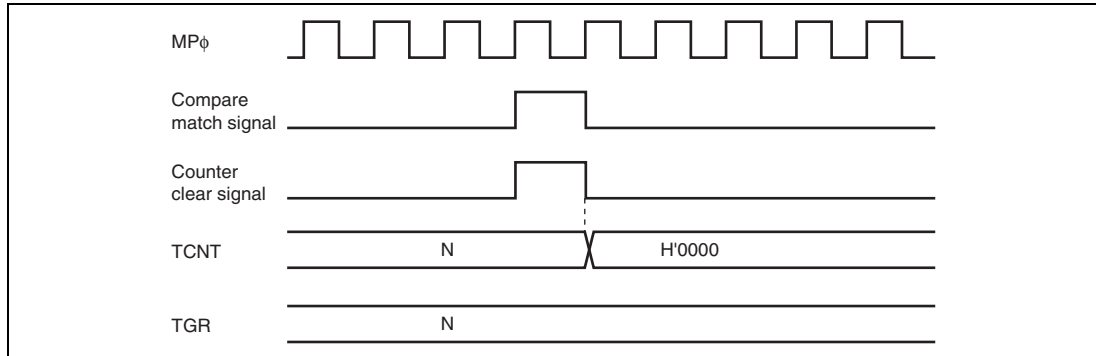 MPφ
Compare
match signal
Counter
clear signal
TCNT
N
H'0000
TGR
N